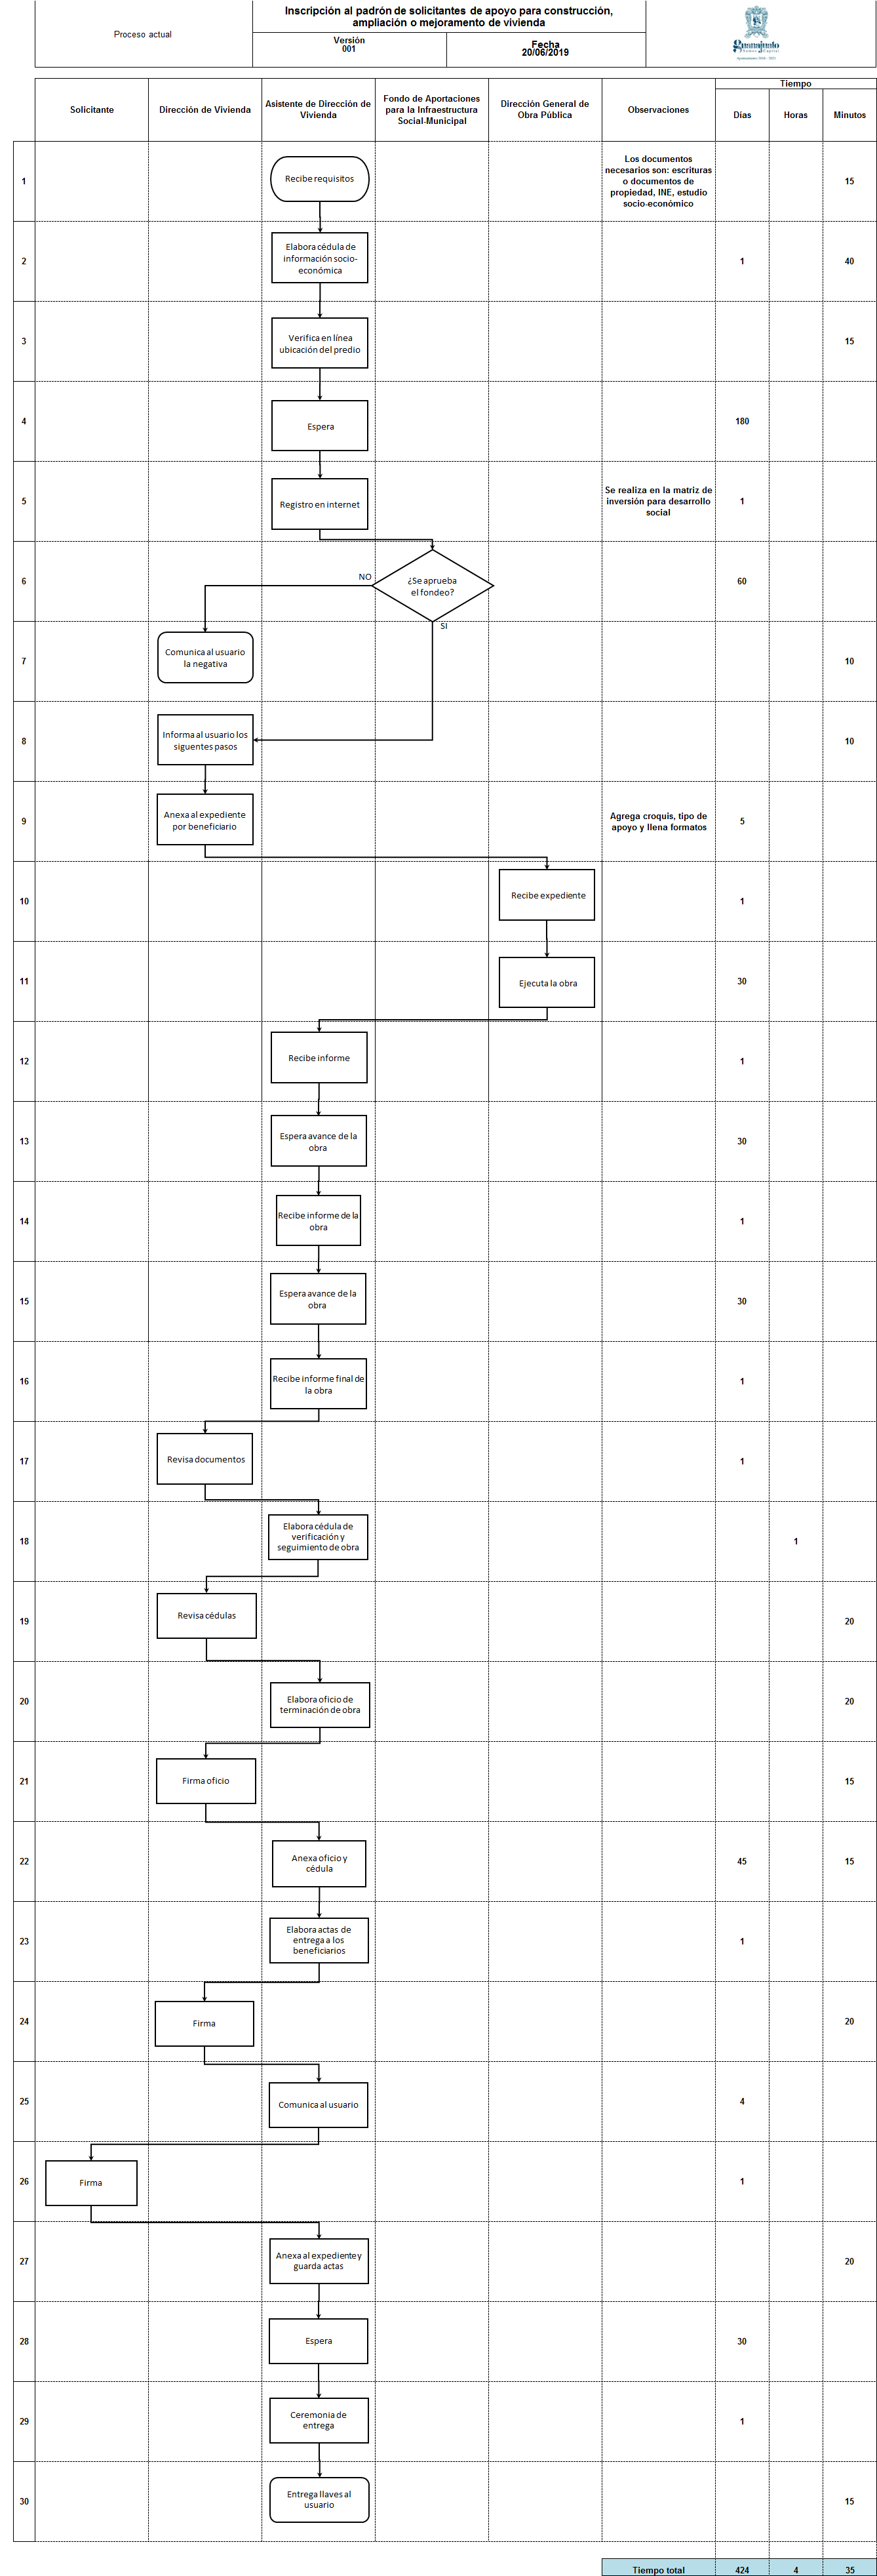 Proceso actual
Inscripción al padrón de solicitantes de apoyo para construcción,
ampliación o mejoramento de vivienda
Versión
001
Fecha
20/06/2019
Guanajuato
Somos Capital
Solicitante
Dirección de Vivienda
Asistente de Dirección de
Vivienda
Fondo de Aportaciones
para la Infraestructura
Social-Municipal
Dirección General de
Obra Pública
Observaciones
Tiempo
Días
Horas
Minutos
1
Recibe requisitos
Los documentos
necesarios son: escrituras
o documentos de
propiedad, INE, estudio
socio-económico
15
2
Elabora cédula de
información socio-
económica
1
40
3
Verifica en línea
ubicación del predio
15
4
Espera
180
5
Registro en internet
Se realiza en la matriz de
inversión para desarrollo
social
1
6
NO
¿Se aprueba
el fondeo?
SI
60
7
Comunica al usuario
la negativa
10
8
Informa al usuario los
siguentes pasos
10
9
Anexa al expediente
por beneficiario
Agrega croquis, tipo de
apoyo y llena formatos
5
10
Recibe expediente
1
11
Ejecuta la obra
30
12
Recibe informe
1
13
Espera avance de la
obra
30
14
Recibe informe de la
obra
1
15
Espera avance de la
obra
30
16
Recibe informe final de
la obra
1
17
Revisa documentos
1
18
Elabora cédula de
verificación y
seguimiento de obra
1
19
Revisa cédulas
20
20
Elabora oficio de
terminación de obra
20
21
Firma oficio
15
22
Anexa oficio y
cédula
45
15
23
Elabora actas de
entrega a los
beneficiarios
1
24
Firma
20
25
Comunica al usuario
4
26
Firma
1
27
Anexa al expediente y
guarda actas
20
28
Espera
30
29
Ceremonia de
entrega
1
30
Entrega llaves al
usuario
15
Tiempo total
424
4
35